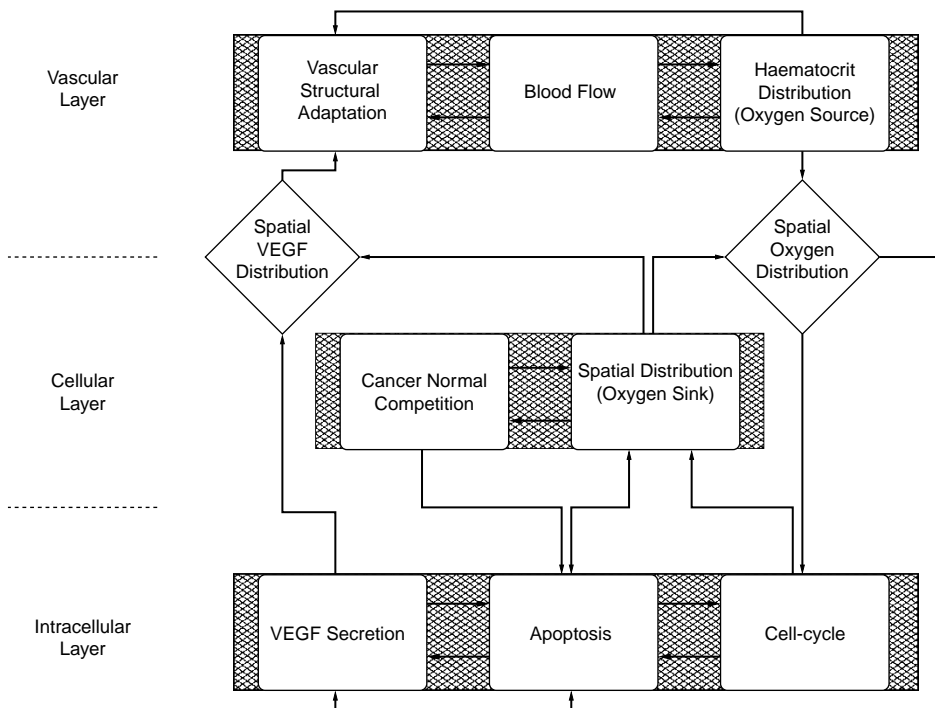 Vascular
Layer
Vascular
Structural
Adaptation
Blood Flow
Haematocrit
Distribution
(Oxygen Source)
Spatial
VEGF
Distribution
Spatial
Oxygen
Distribution
Cellular
Layer
Cancer Normal
Competition
Spatial Distribution
(Oxygen Sink)
Intracellular
Layer
VEGF Secretion
Apoptosis
Cell-cycle